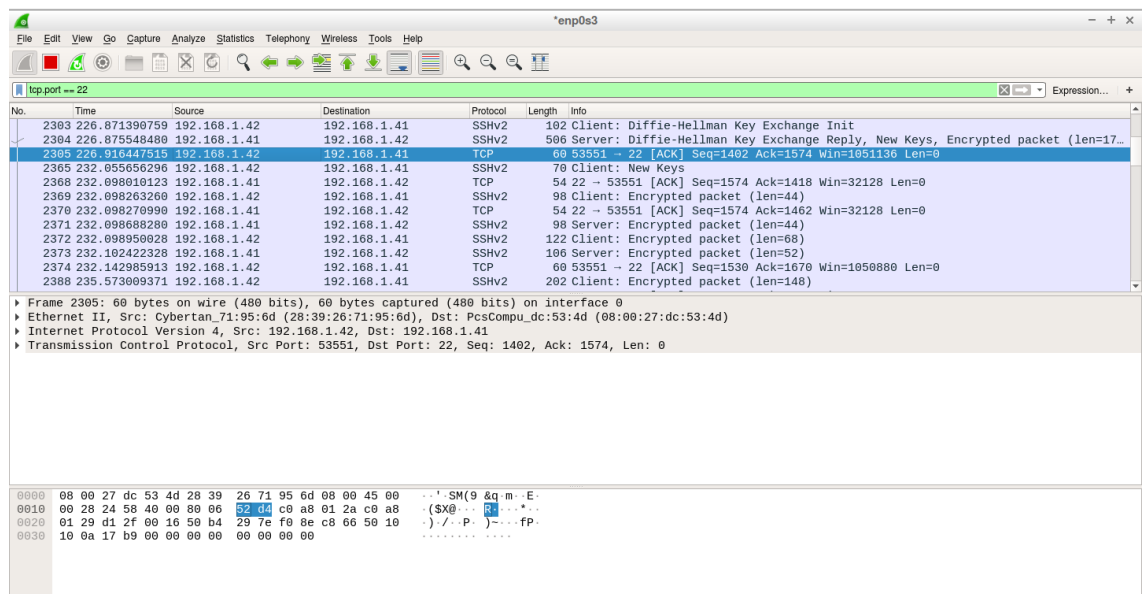 *enp0s3
File Edit View Go Capture Analyze Statistics Telephony Wireless Tools Help
tcp.port == 22 Expression… +
No. Time Source Destination Protocol Length Info
2303 226.871390759 192.168.1.42 192.168.1.41 SSHv2 102 Client: Diffie-Hellman Key Exchange Init
2304 226.875548480 192.168.1.41 192.168.1.42 SSHv2 506 Server: Diffie-Hellman Key Exchange Reply, New Keys, Encrypted packet (len=17…
2305 226.916447515 192.168.1.42 192.168.1.41 TCP 60 53551 → 22 [ACK] Seq=1402 Ack=1574 Win=1051136 Len=0
2365 232.055656296 192.168.1.42 192.168.1.41 SSHv2 70 Client: New Keys
2368 232.098010123 192.168.1.41 192.168.1.42 TCP 54 22 → 53551 [ACK] Seq=1574 Ack=1418 Win=32128 Len=0
2369 232.098263260 192.168.1.42 192.168.1.41 SSHv2 98 Client: Encrypted packet (len=44)
2370 232.098270990 192.168.1.41 192.168.1.42 TCP 54 22 → 53551 [ACK] Seq=1574 Ack=1462 Win=32128 Len=0
2371 232.098688280 192.168.1.41 192.168.1.42 SSHv2 98 Server: Encrypted packet (len=44)
2372 232.098950028 192.168.1.42 192.168.1.41 SSHv2 122 Client: Encrypted packet (len=68)
2373 232.102422328 192.168.1.41 192.168.1.42 SSHv2 106 Server: Encrypted packet (len=52)
2374 232.142985913 192.168.1.42 192.168.1.41 TCP 60 53551 → 22 [ACK] Seq=1530 Ack=1670 Win=1050880 Len=0
2388 235.573009371 192.168.1.42 192.168.1.41 SSHv2 202 Client: Encrypted packet (len=148)
Frame 2305: 60 bytes on wire (480 bits), 60 bytes captured (480 bits) on interface 0
Ethernet II, Src: Cybertan_71:95:6d (28:39:26:71:95:6d), Dst: PcsCompu_dc:53:4d (08:00:27:dc:53:4d)
Internet Protocol Version 4, Src: 192.168.1.42, Dst: 192.168.1.41
Transmission Control Protocol, Src Port: 53551, Dst Port: 22, Seq: 1402, Ack: 1574, Len: 0
0000 08 00 27 dc 53 4d 28 39 26 71 95 6d 08 00 45 00 ··'·SM(9 &q·m··E·
0010 00 28 24 58 40 00 80 06 52 d4 c0 a8 01 2a c0 a8 ·($X@··· R····*··
0020 01 29 d1 2f 00 16 50 b4 29 7e f0 8e c8 66 50 10 ·)·/··P· )~···fP·
0030 10 0a 17 b9 00 00 00 00 00 00 00 00 ········ ····